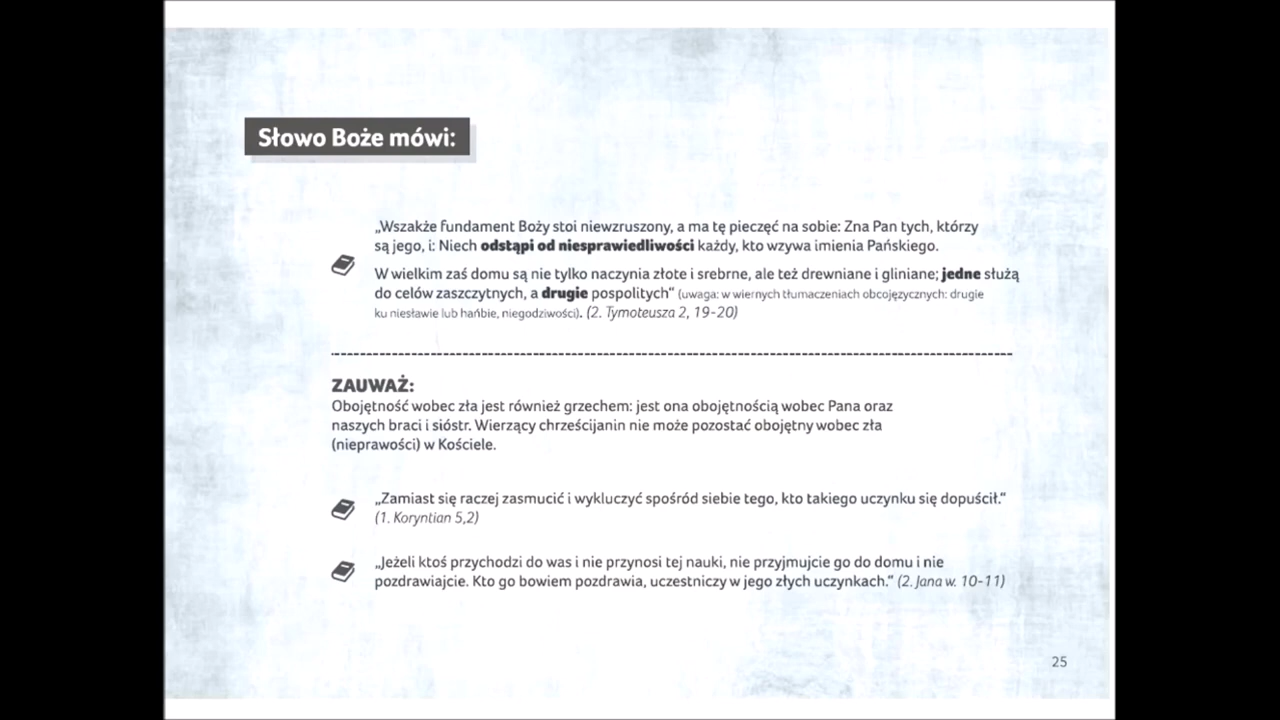 Słowo Boże mówi:
„Wszakże fundament Boży stoi niewzruszony, a ma tę pieczęć na sobie: Zna Pan tych, którzy
są jego, i: Niech odstąpi od niesprawiedliwości każdy, kto wzywa imienia Pańskiego.
W wielkim zaś domu są nie tylko naczynia złote i srebrne, ale też drewniane i gliniane; jedne służą
do celów zaszczytnych, a drugie pospolitych“ (uwaga: w wiernych tłumaczeniach obcojęzycznych: drugie
ku niesławie lub hańbie, niegodziwości). (2. Tymoteusza 2, 19-20)
ZAUWAŻ:
Obojętność wobec zła jest również grzechem: jest ona obojętnością wobec Pana oraz
naszych braci i sióstr. Wierzący chrześcijanin nie może pozostać obojętny wobec zła
(nieprawości) w Kościele.
„Zamiast się raczej zasmucić i wykluczyć spośród siebie tego, kto takiego uczynku się dopuścił.“
(1. Koryntian 5,2)
„Jeżeli ktoś przychodzi do was i nie przynosi tej nauki, nie przyjmujcie go do domu i nie
pozdrawiajcie. Kto go bowiem pozdrawia, uczestniczy w jego złych uczynkach.“ (2. Jana w. 10-11)
25